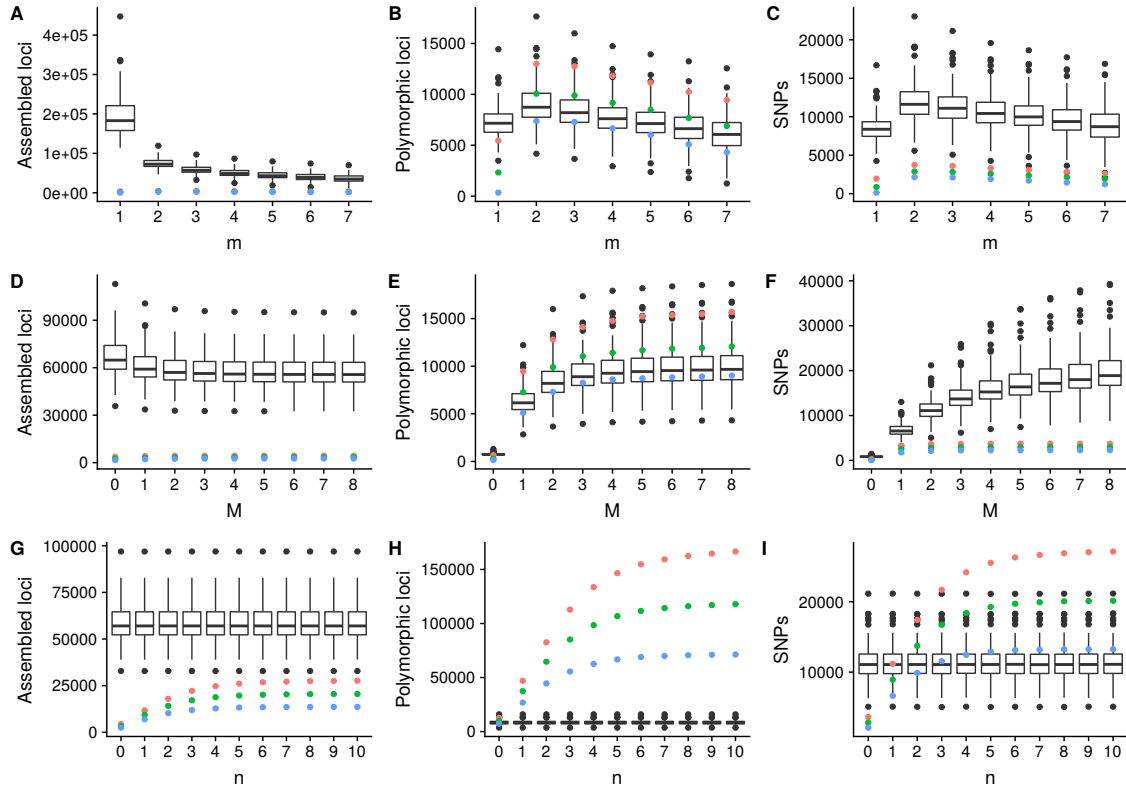 A
Assembled loci
4e+05
3e+05
2e+05
1e+05
0e+00
1 2 3 4 5 6 7
m
B
Polymorphic loci
15000
10000
5000
0
1 2 3 4 5 6 7
m
C
SNPs
20000
15000
10000
5000
0
1 2 3 4 5 6 7
m
D
Assembled loci
90000
60000
30000
0
0 1 2 3 4 5 6 7 8
M
E
Polymorphic loci
15000
10000
5000
0
0 1 2 3 4 5 6 7 8
M
F
SNPs
40000
30000
20000
10000
0
0 1 2 3 4 5 6 7 8
M
G
Assembled loci
100000
75000
50000
25000
0
0 1 2 3 4 5 6 7 8 9 10
n
H
Polymorphic loci
150000
100000
50000
0
0 1 2 3 4 5 6 7 8 9 10
n
I
SNPs
20000
10000
0 1 2 3 4 5 6 7 8 9 10
n